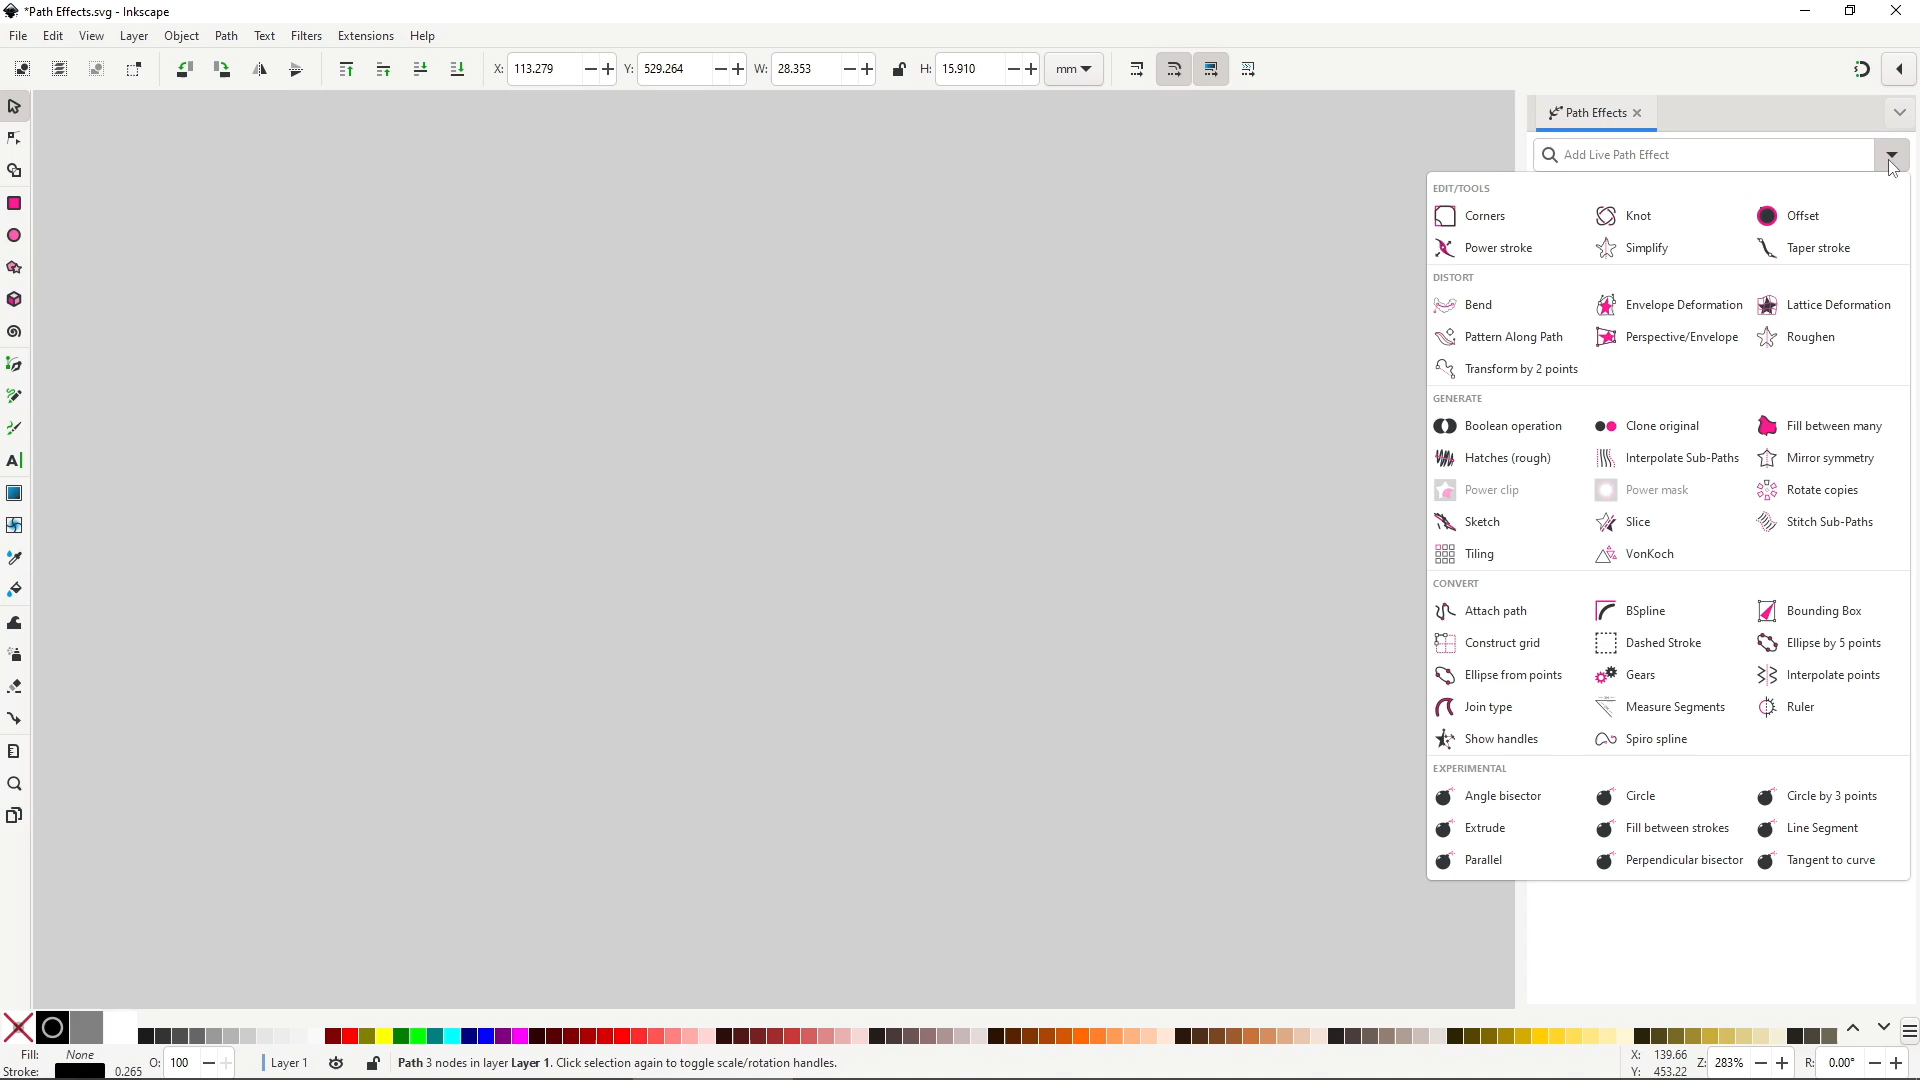 *Path Effects.svg - Inkscape
File Edit View Layer Object Path Text Filters Extensions Help
X: 113.279 Y: 529.264 W: 28.353 H: 15.910 mm
Path Effects
Add Live Path Effect
EDIT/TOOLS
Corners Knot Offset
Power stroke Simplify Taper stroke
DISTORT
Bend Envelope Deformation Lattice Deformation
Pattern Along Path Perspective/Envelope Roughen
Transform by 2 points
GENERATE
Boolean operation Clone original Fill between many
Hatches (rough) Interpolate Sub-Paths Mirror symmetry
Power clip Power mask Rotate copies
Sketch Slice Stitch Sub-Paths
Tiling VonKoch
CONVERT
Attach path BSpline Bounding Box
Construct grid Dashed Stroke Ellipse by 5 points
Ellipse from points Gears Interpolate points
Join type Measure Segments Ruler
Show handles Spiro spline
EXPERIMENTAL
Angle bisector Circle Circle by 3 points
Extrude Fill between strokes Line Segment
Parallel Perpendicular bisector Tangent to curve
Fill: None
Stroke: 0.265
O: 100 Layer 1 Path 3 nodes in layer Layer 1. Click selection again to toggle scale/rotation handles.
X: 139.66
Y: 453.22
Z: 283% R: 0.00°